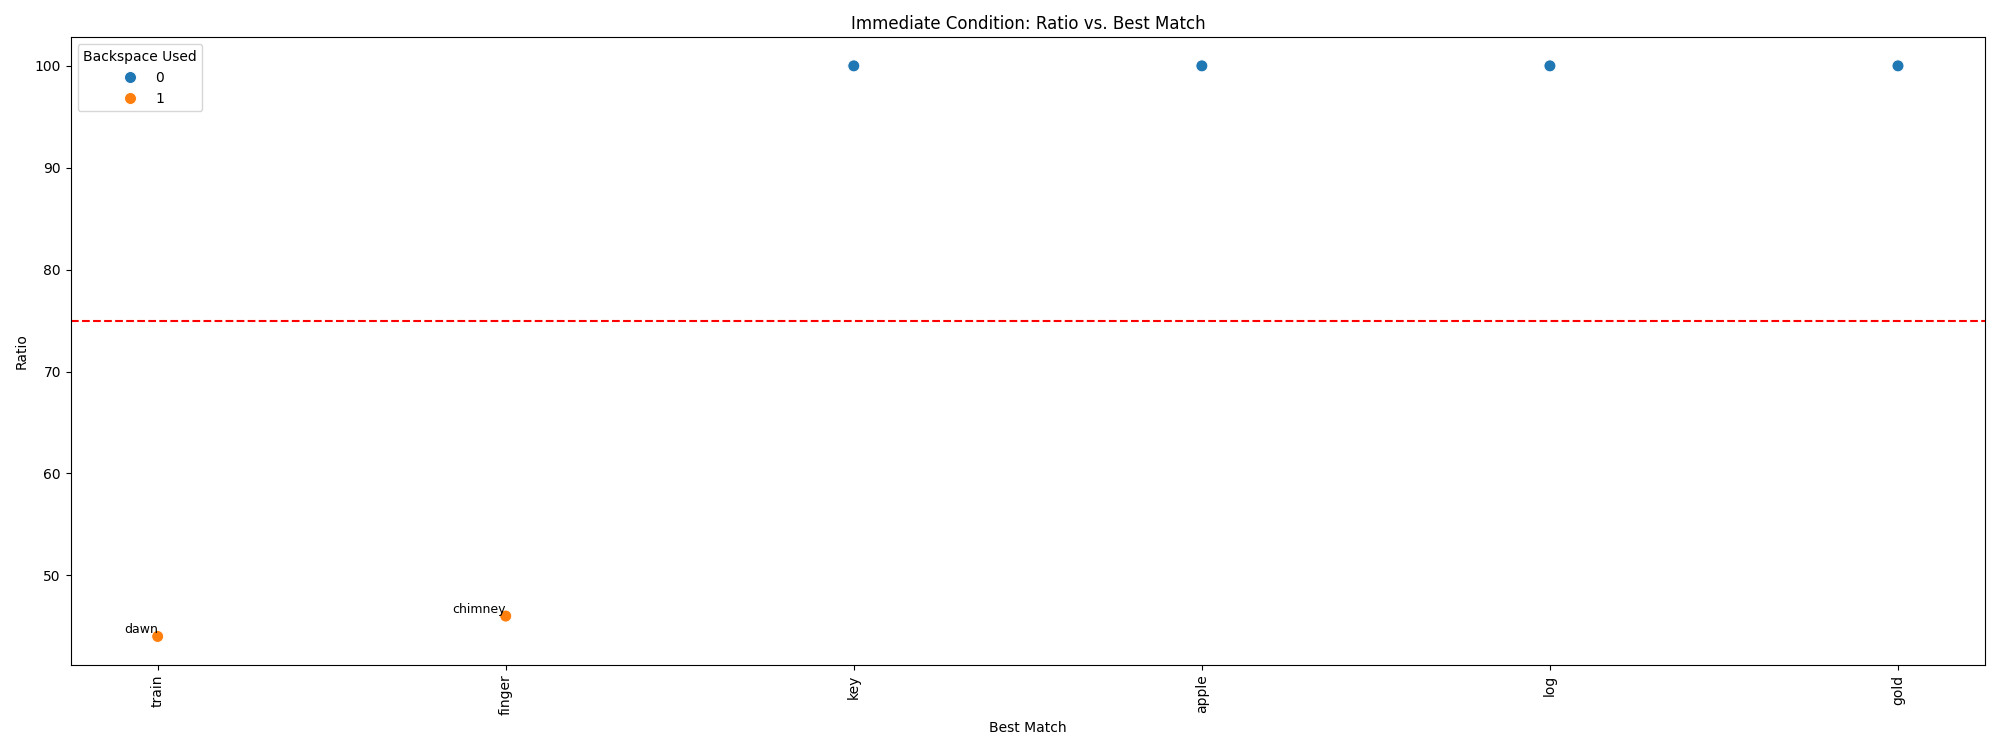 Immediate Condition: Ratio vs. Best Match
Backspace Used
0
1
100
90
80
70
60
50
Ratio
dawn
chimney
train
finger
key
apple
log
gold
Best Match